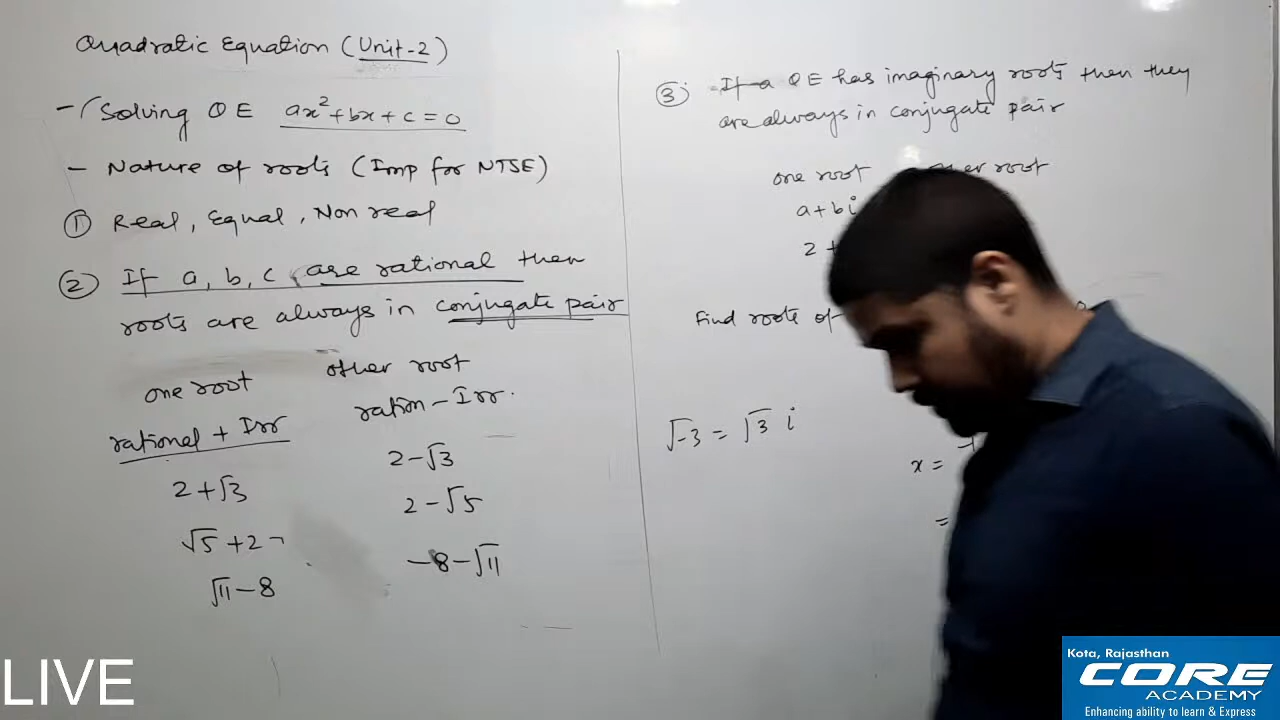 Quadratic Equation (Unit-2)
- Solving QE ax²+bx+c=0
- Nature of roots (Imp for NTSE)
① Real, Equal, Non real
② If a, b, c are rational then
roots are always in conjugate pair
one root other root
rational + Irr ration - Irr.
2+√3 2-√3
√5+2 2-√5
√11-8 -8-√11
③ If a QE has imaginary roots then they
are always in conjugate pair
one root root
a+bi
2+
Find roots of
√-3 = √3 i
x =
=
LIVE
Kota, Rajasthan
CORE
ACADEMY
Enhancing ability to learn & Express